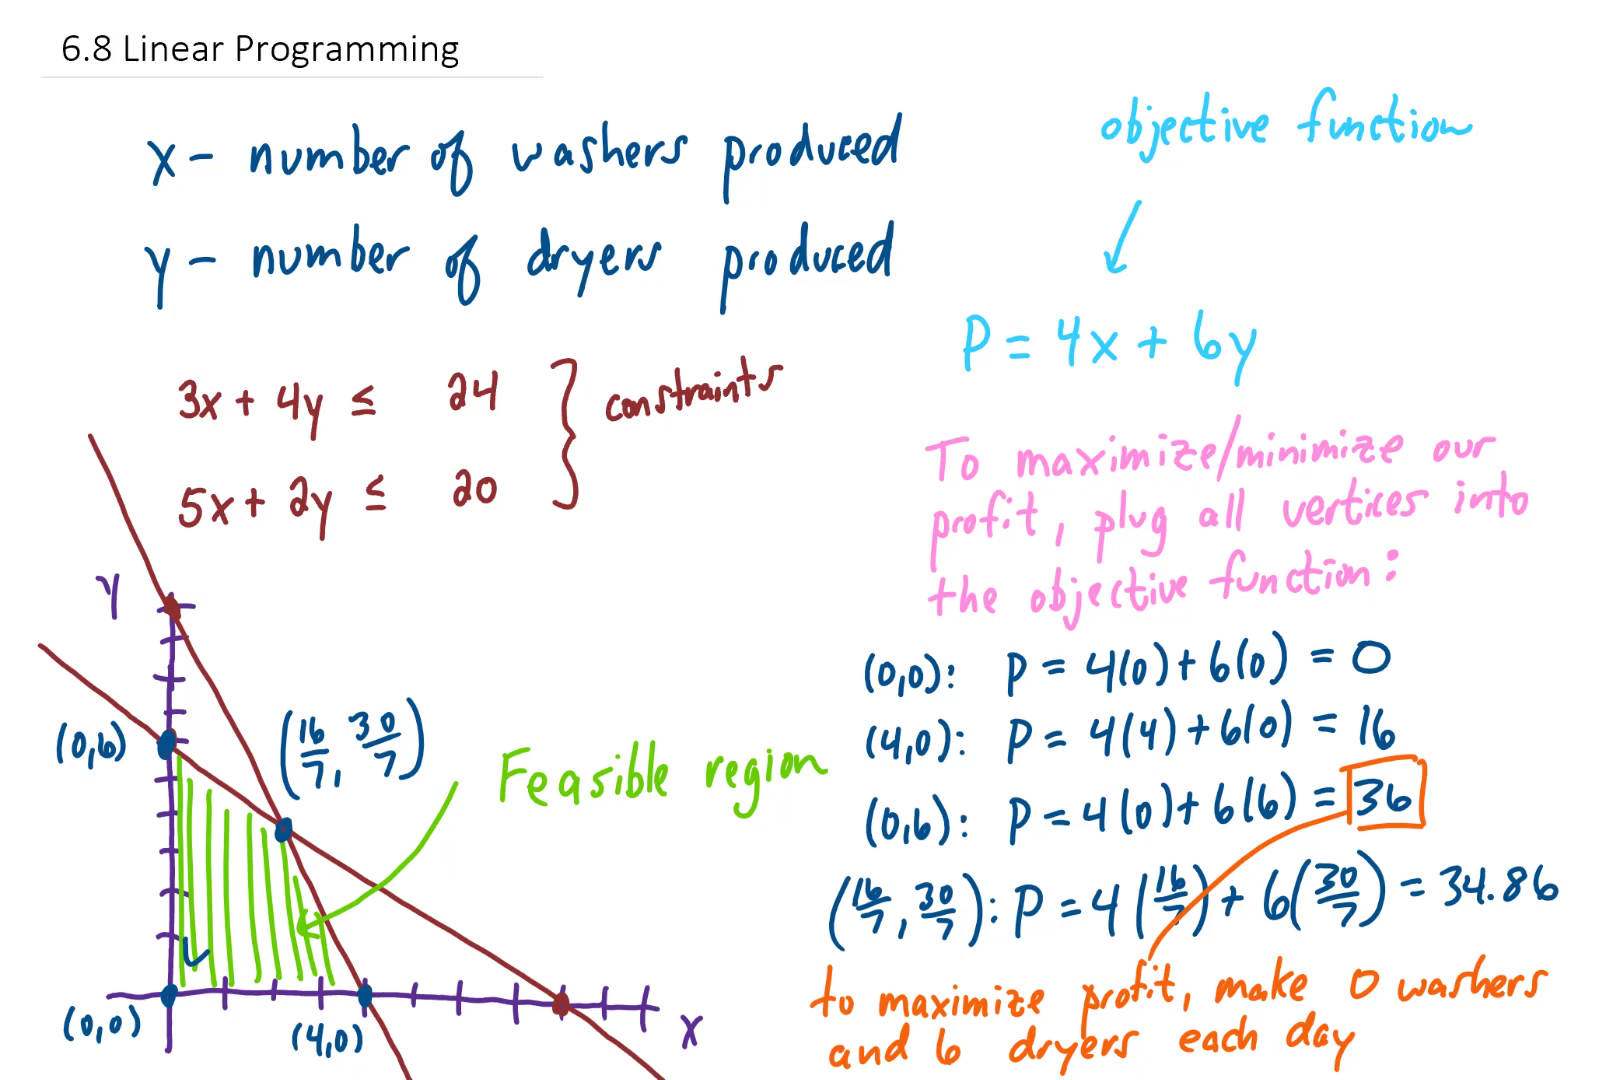 6.8 Linear Programming
x - number of washers produced
y - number of dryers produced
3x + 4y ≤ 24
5x + 2y ≤ 20
constraints
objective function
P = 4x + 6y
To maximize/minimize our
profit, plug all vertices into
the objective function:
(0,0): P = 4(0) + 6(0) = 0
(4,0): P = 4(4) + 6(0) = 16
(0,6): P = 4(0) + 6(6) = 36
(16/7, 30/7): P = 4(16/7) + 6(30/7) = 34.86
to maximize profit, make 0 washers
and 6 dryers each day
Y
(0,6)
(16/7, 30/7)
Feasible region
(0,0)
(4,0)
X